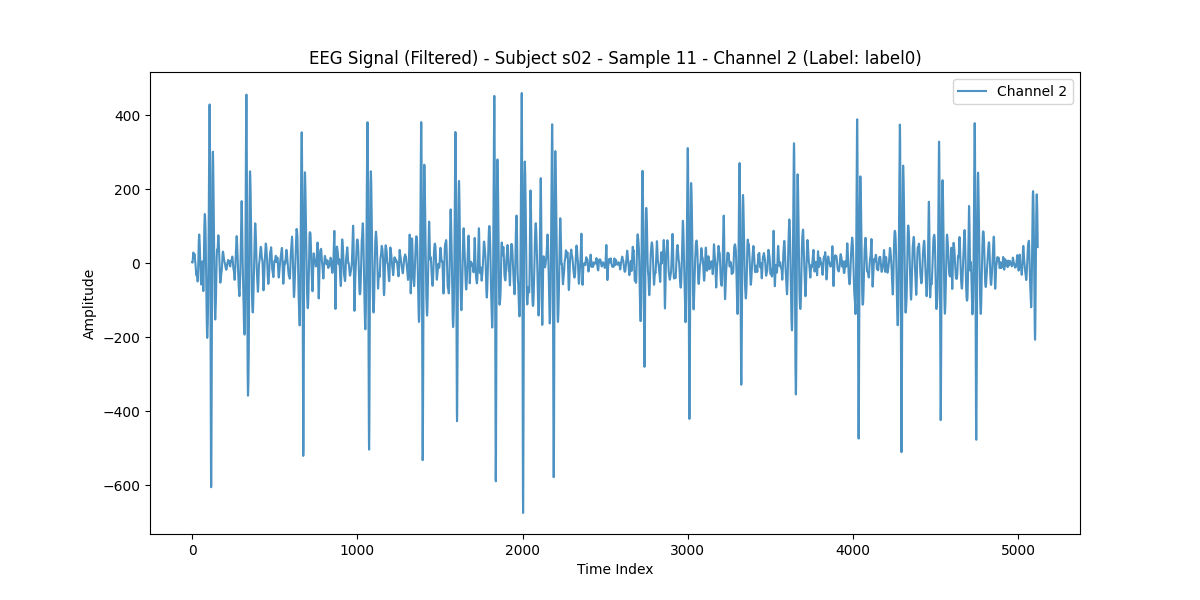 EEG Signal (Filtered) - Subject s02 - Sample 11 - Channel 2 (Label: label0)
Channel 2
400
200
0
−200
−400
−600
Amplitude
0 1000 2000 3000 4000 5000
Time Index